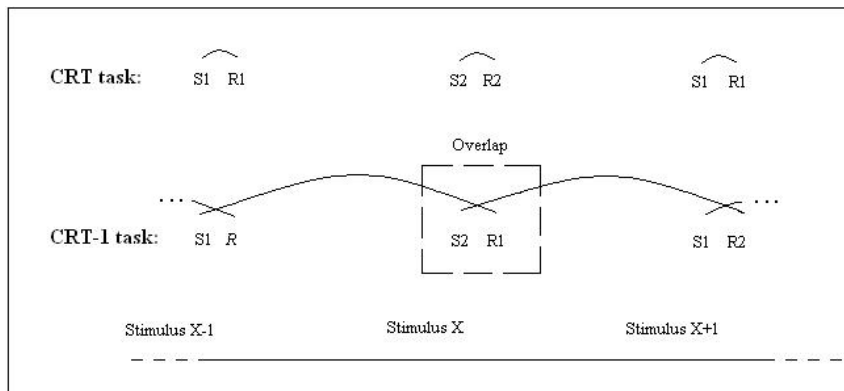 CRT task: S1 R1 S2 R2 S1 R1
Overlap
... ...
CRT-1 task: S1 R S2 R1 S1 R2
Stimulus X-1 Stimulus X Stimulus X+1